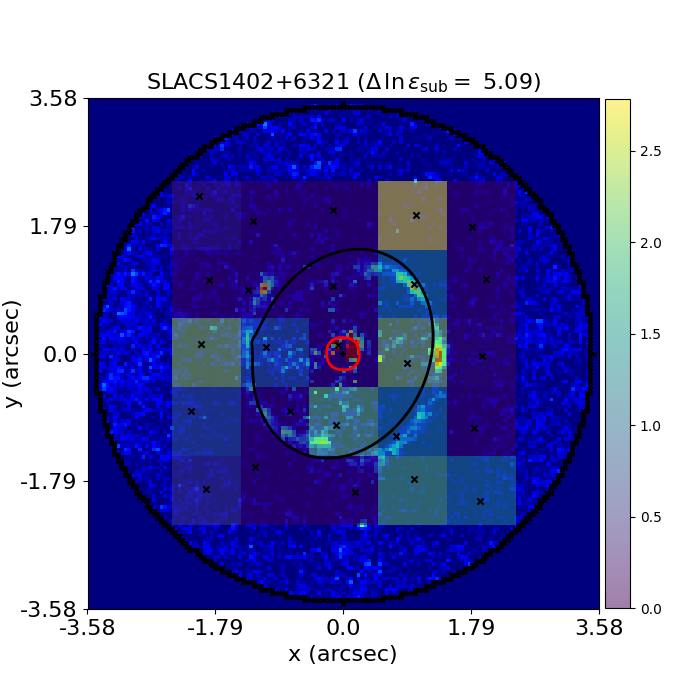 SLACS1402+6321 (Δ ln ε_sub = 5.09)
3.58
1.79
0.0
-1.79
-3.58
y (arcsec)
-3.58 -1.79 0.0 1.79 3.58
x (arcsec)
2.5
2.0
1.5
1.0
0.5
0.0